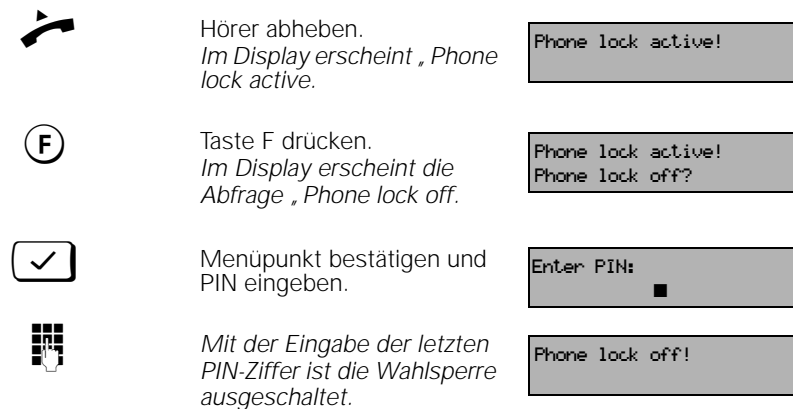 Hörer abheben.
Im Display erscheint „ Phone
lock active.
Phone lock active!
F
Taste F drücken.
Im Display erscheint die
Abfrage „ Phone lock off.
Phone lock active!
Phone lock off?
Menüpunkt bestätigen und
PIN eingeben.
Enter PIN:
Mit der Eingabe der letzten
PIN-Ziffer ist die Wahlsperre
ausgeschaltet.
Phone lock off!